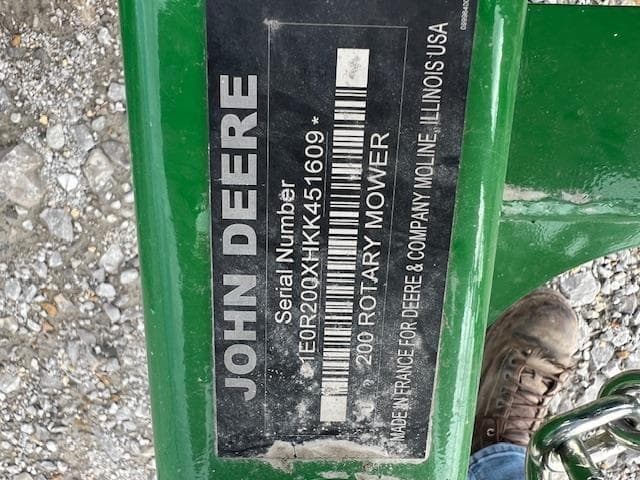 JOHN DEERE
Serial Number
*1E0R200XHKK451609*
200 ROTARY MOWER
MADE IN FRANCE FOR DEERE & COMPANY MOLINE, ILLINOIS USA